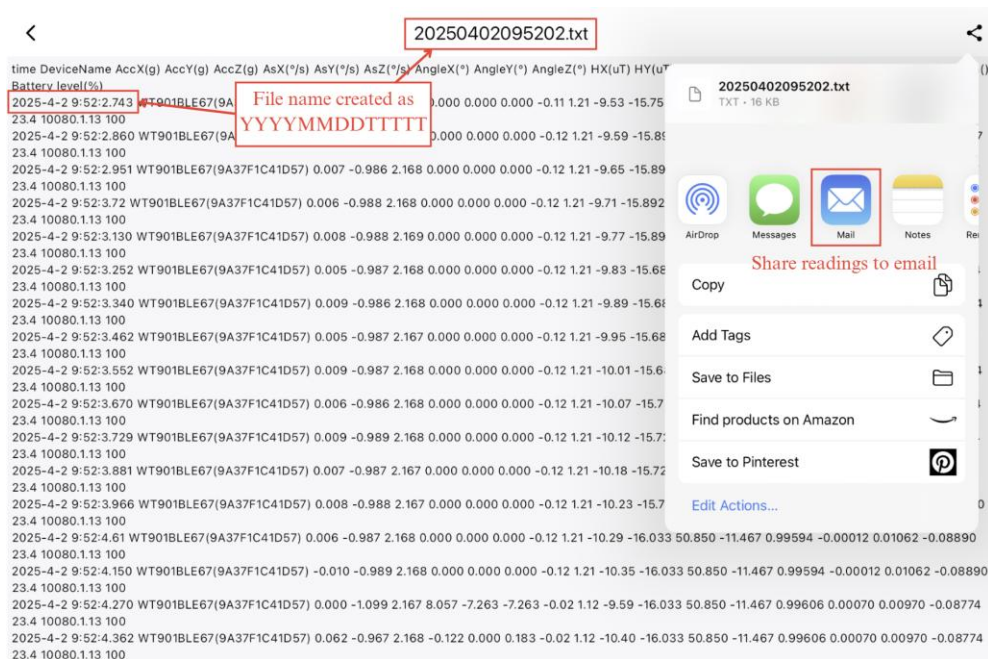 20250402095202.txt
time DeviceName AccX(g) AccY(g) AccZ(g) AsX(°/s) AsY(°/s) AsZ(°/s) AngleX(°) AngleY(°) AngleZ(°) HX(uT) HY(uT
Battery level(%)
2025-4-2 9:52:2.743 WT901BLE67(9A 0.000 0.000 -0.11 1.21 -9.53 -15.75
File name created as
YYYYMMDDTTTTT
23.4 10080.1.13 100
2025-4-2 9:52:2.860 WT901BLE67(9A 0.000 0.000 -0.12 1.21 -9.59 -15.89
23.4 10080.1.13 100
2025-4-2 9:52:2.951 WT901BLE67(9A37F1C41D57) 0.007 -0.986 2.168 0.000 0.000 0.000 -0.12 1.21 -9.65 -15.89
23.4 10080.1.13 100
2025-4-2 9:52:3.72 WT901BLE67(9A37F1C41D57) 0.006 -0.988 2.168 0.000 0.000 0.000 -0.12 1.21 -9.71 -15.892
23.4 10080.1.13 100
2025-4-2 9:52:3.130 WT901BLE67(9A37F1C41D57) 0.008 -0.988 2.169 0.000 0.000 0.000 -0.12 1.21 -9.77 -15.89
23.4 10080.1.13 100
2025-4-2 9:52:3.252 WT901BLE67(9A37F1C41D57) 0.005 -0.987 2.168 0.000 0.000 0.000 -0.12 1.21 -9.83 -15.68
23.4 10080.1.13 100
2025-4-2 9:52:3.340 WT901BLE67(9A37F1C41D57) 0.009 -0.986 2.168 0.000 0.000 0.000 -0.12 1.21 -9.89 -15.68
23.4 10080.1.13 100
2025-4-2 9:52:3.462 WT901BLE67(9A37F1C41D57) 0.005 -0.987 2.167 0.000 0.000 0.000 -0.12 1.21 -9.95 -15.68
23.4 10080.1.13 100
2025-4-2 9:52:3.552 WT901BLE67(9A37F1C41D57) 0.009 -0.987 2.168 0.000 0.000 0.000 -0.12 1.21 -10.01 -15.6
23.4 10080.1.13 100
2025-4-2 9:52:3.670 WT901BLE67(9A37F1C41D57) 0.006 -0.986 2.168 0.000 0.000 0.000 -0.12 1.21 -10.07 -15.7
23.4 10080.1.13 100
2025-4-2 9:52:3.729 WT901BLE67(9A37F1C41D57) 0.009 -0.989 2.168 0.000 0.000 0.000 -0.12 1.21 -10.12 -15.7
23.4 10080.1.13 100
2025-4-2 9:52:3.881 WT901BLE67(9A37F1C41D57) 0.007 -0.987 2.167 0.000 0.000 0.000 -0.12 1.21 -10.18 -15.72
23.4 10080.1.13 100
2025-4-2 9:52:3.966 WT901BLE67(9A37F1C41D57) 0.008 -0.988 2.167 0.000 0.000 0.000 -0.12 1.21 -10.23 -15.7
23.4 10080.1.13 100
2025-4-2 9:52:4.61 WT901BLE67(9A37F1C41D57) 0.006 -0.987 2.168 0.000 0.000 0.000 -0.12 1.21 -10.29 -16.033 50.850 -11.467 0.99594 -0.00012 0.01062 -0.08890
23.4 10080.1.13 100
2025-4-2 9:52:4.150 WT901BLE67(9A37F1C41D57) -0.010 -0.989 2.168 0.000 0.000 0.000 -0.12 1.21 -10.35 -16.033 50.850 -11.467 0.99594 -0.00012 0.01062 -0.08890
23.4 10080.1.13 100
2025-4-2 9:52:4.270 WT901BLE67(9A37F1C41D57) 0.000 -1.099 2.167 8.057 -7.263 -7.263 -0.02 1.12 -9.59 -16.033 50.850 -11.467 0.99606 0.00070 0.00970 -0.08774
23.4 10080.1.13 100
2025-4-2 9:52:4.362 WT901BLE67(9A37F1C41D57) 0.062 -0.967 2.168 -0.122 0.000 0.183 -0.02 1.12 -10.40 -16.033 50.850 -11.467 0.99606 0.00070 0.00970 -0.08774
23.4 10080.1.13 100
20250402095202.txt
TXT • 16 KB
AirDrop
Messages
Mail
Notes
Share readings to email
Copy
Add Tags
Save to Files
Find products on Amazon
Save to Pinterest
Edit Actions...